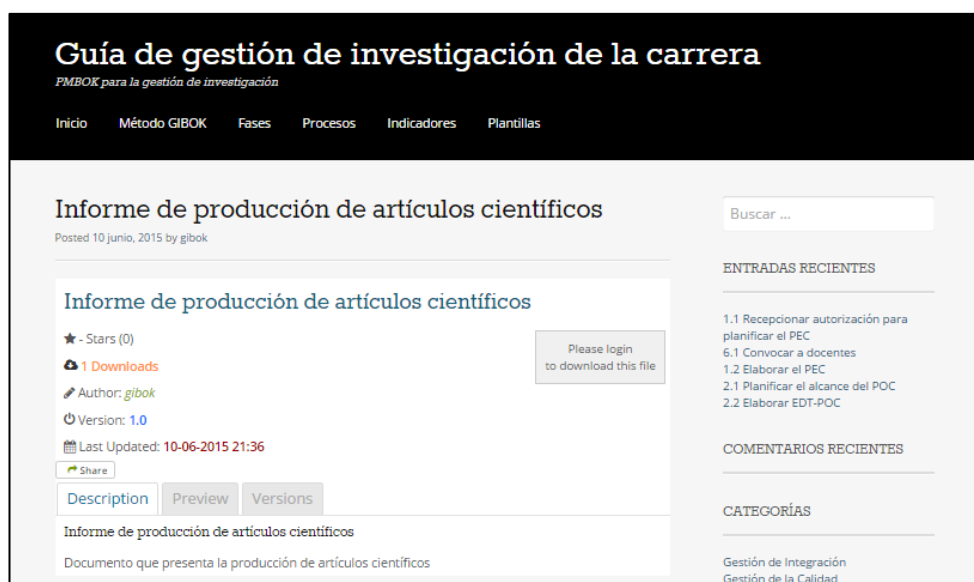 Guía de gestión de investigación de la carrera
PMBOK para la gestión de investigación
Inicio Método GIBOK Fases Procesos Indicadores Plantillas
Informe de producción de artículos científicos
Posted 10 junio, 2015 by gibok
Informe de producción de artículos científicos
- Stars (0)
1 Downloads
Author: gibok
Version: 1.0
Last Updated: 10-06-2015 21:36
Share
Please login
to download this file
Description Preview Versions
Informe de producción de artículos científicos
Documento que presenta la producción de artículos científicos
Buscar ...
ENTRADAS RECIENTES
1.1 Recepcionar autorización para
planificar el PEC
6.1 Convocar a docentes
1.2 Elaborar el PEC
2.1 Planificar el alcance del POC
2.2 Elaborar EDT-POC
COMENTARIOS RECIENTES
CATEGORÍAS
Gestión de Integración
Gestión de la Calidad